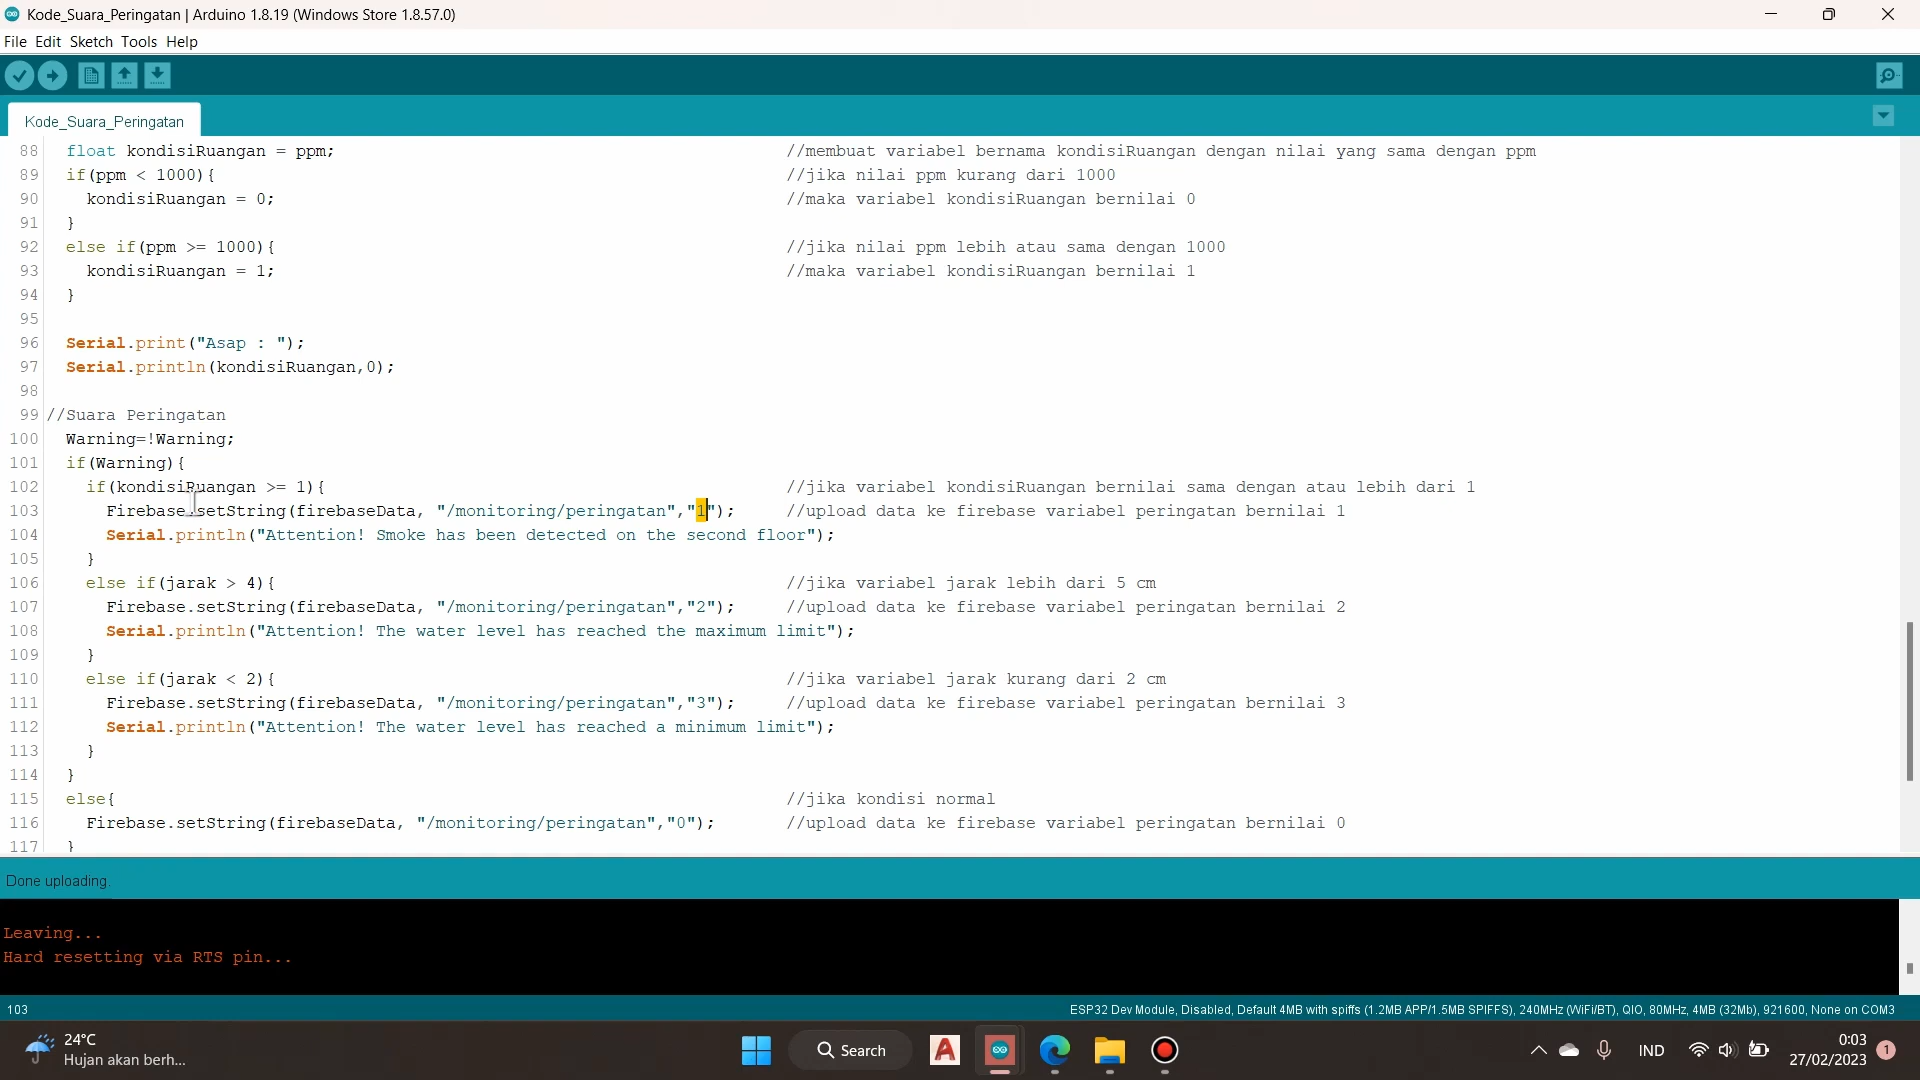 Kode_Suara_Peringatan | Arduino 1.8.19 (Windows Store 1.8.57.0)
File Edit Sketch Tools Help
Kode_Suara_Peringatan
88 float kondisiRuangan = ppm; //membuat variabel bernama kondisiRuangan dengan nilai yang sama dengan ppm
89 if(ppm < 1000){ //jika nilai ppm kurang dari 1000
90 kondisiRuangan = 0; //maka variabel kondisiRuangan bernilai 0
91 }
92 else if(ppm >= 1000){ //jika nilai ppm lebih atau sama dengan 1000
93 kondisiRuangan = 1; //maka variabel kondisiRuangan bernilai 1
94 }
95
96 Serial.print("Asap : ");
97 Serial.println(kondisiRuangan,0);
98
99 //Suara Peringatan
100 Warning=!Warning;
101 if(Warning){
102 if(kondisiRuangan >= 1){ //jika variabel kondisiRuangan bernilai sama dengan atau lebih dari 1
103 Firebase.setString(firebaseData, "/monitoring/peringatan","1"); //upload data ke firebase variabel peringatan bernilai 1
104 Serial.println("Attention! Smoke has been detected on the second floor");
105 }
106 else if(jarak > 4){ //jika variabel jarak lebih dari 5 cm
107 Firebase.setString(firebaseData, "/monitoring/peringatan","2"); //upload data ke firebase variabel peringatan bernilai 2
108 Serial.println("Attention! The water level has reached the maximum limit");
109 }
110 else if(jarak < 2){ //jika variabel jarak kurang dari 2 cm
111 Firebase.setString(firebaseData, "/monitoring/peringatan","3"); //upload data ke firebase variabel peringatan bernilai 3
112 Serial.println("Attention! The water level has reached a minimum limit");
113 }
114 }
115 else{ //jika kondisi normal
116 Firebase.setString(firebaseData, "/monitoring/peringatan","0"); //upload data ke firebase variabel peringatan bernilai 0
117 }
Done uploading.
Leaving...
Hard resetting via RTS pin...
103 ESP32 Dev Module, Disabled, Default 4MB with spiffs (1.2MB APP/1.5MB SPIFFS), 240MHz (WiFi/BT), QIO, 80MHz, 4MB (32Mb), 921600, None on COM3
24°C
Hujan akan berh...
Search
IND
0:03
27/02/2023
1